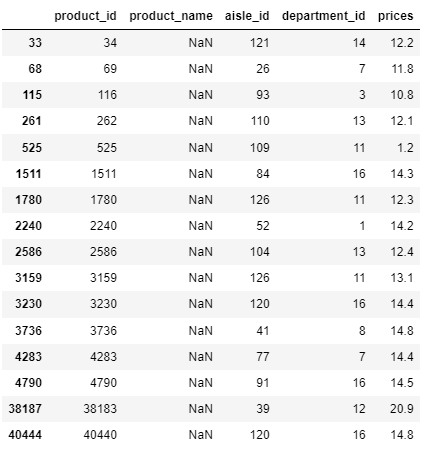 product_id product_name aisle_id department_id prices
33 34 NaN 121 14 12.2
68 69 NaN 26 7 11.8
115 116 NaN 93 3 10.8
261 262 NaN 110 13 12.1
525 525 NaN 109 11 1.2
1511 1511 NaN 84 16 14.3
1780 1780 NaN 126 11 12.3
2240 2240 NaN 52 1 14.2
2586 2586 NaN 104 13 12.4
3159 3159 NaN 126 11 13.1
3230 3230 NaN 120 16 14.4
3736 3736 NaN 41 8 14.8
4283 4283 NaN 77 7 14.4
4790 4790 NaN 91 16 14.5
38187 38183 NaN 39 12 20.9
40444 40440 NaN 120 16 14.8